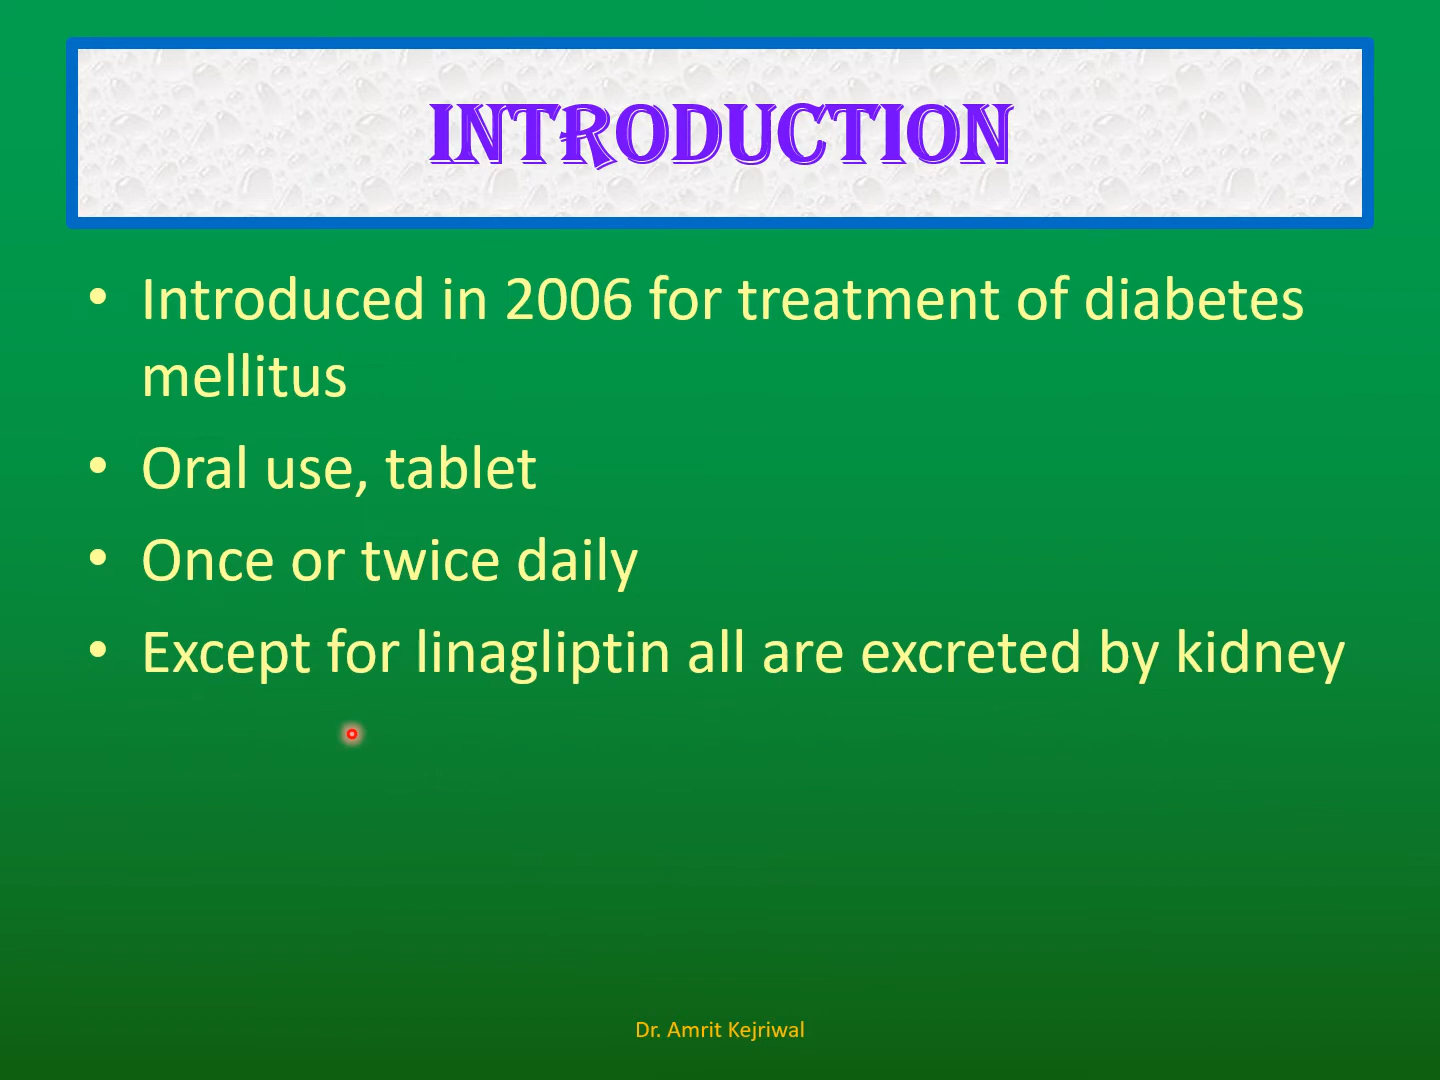 INTRODUCTION
• Introduced in 2006 for treatment of diabetes
mellitus
• Oral use, tablet
• Once or twice daily
• Except for linagliptin all are excreted by kidney
Dr. Amrit Kejriwal